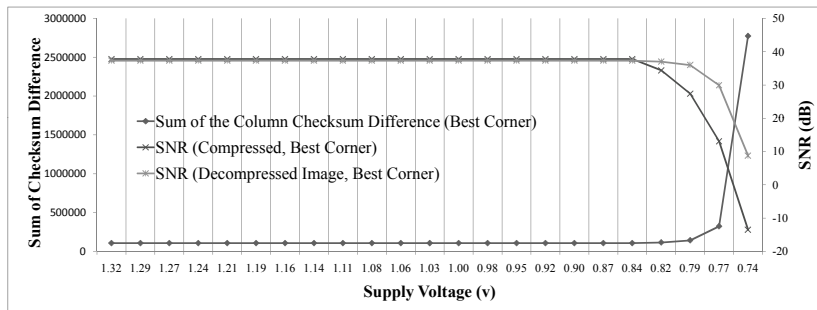 3000000
2500000
2000000
1500000
1000000
500000
0
Sum of Checksum Difference
50
40
30
20
10
0
-10
-20
SNR (dB)
Sum of the Column Checksum Difference (Best Corner)
SNR (Compressed, Best Corner)
SNR (Decompressed Image, Best Corner)
1.32 1.29 1.27 1.24 1.21 1.19 1.16 1.14 1.11 1.08 1.06 1.03 1.00 0.98 0.95 0.92 0.90 0.87 0.84 0.82 0.79 0.77 0.74
Supply Voltage (v)